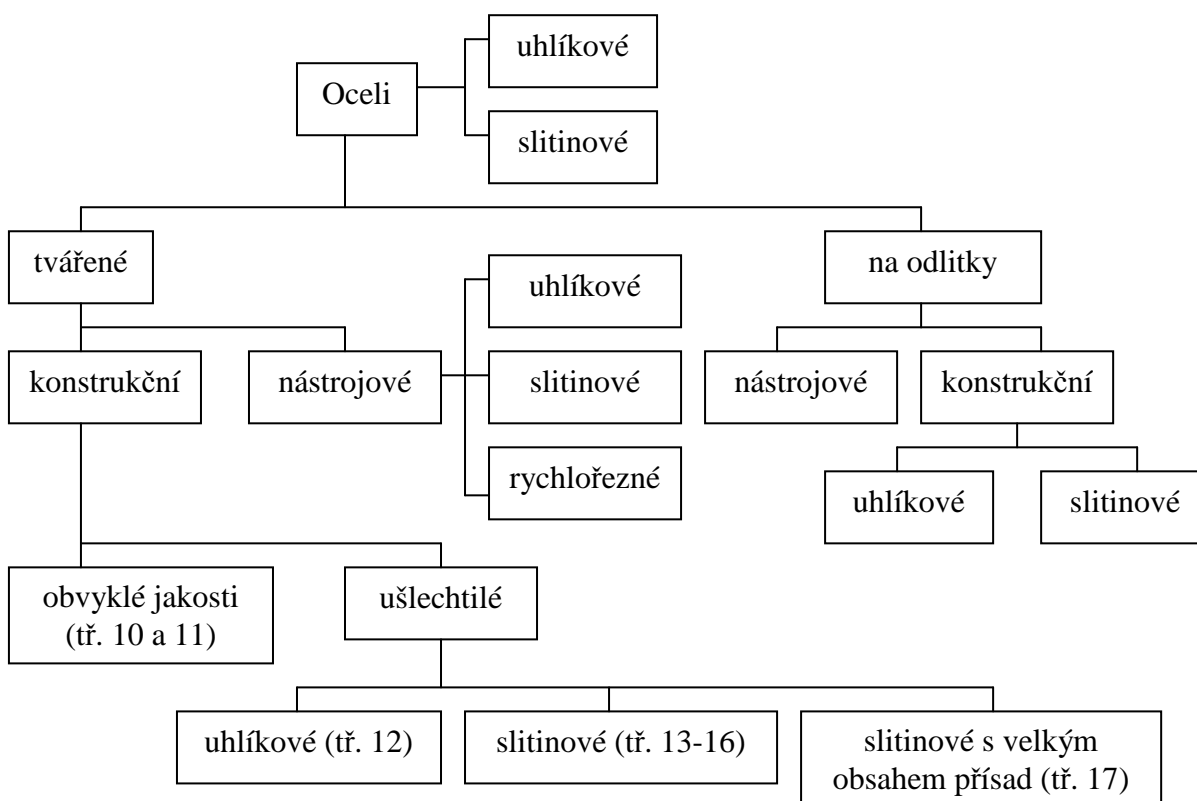 uhlíkové
Oceli
slitinové
tvářené
na odlitky
uhlíkové
konstrukční
nástrojové
slitinové
nástrojové
konstrukční
rychlořezné
uhlíkové
slitinové
obvyklé jakosti
(tř. 10 a 11)
ušlechtilé
uhlíkové (tř. 12)
slitinové (tř. 13-16)
slitinové s velkým
obsahem přísad (tř. 17)